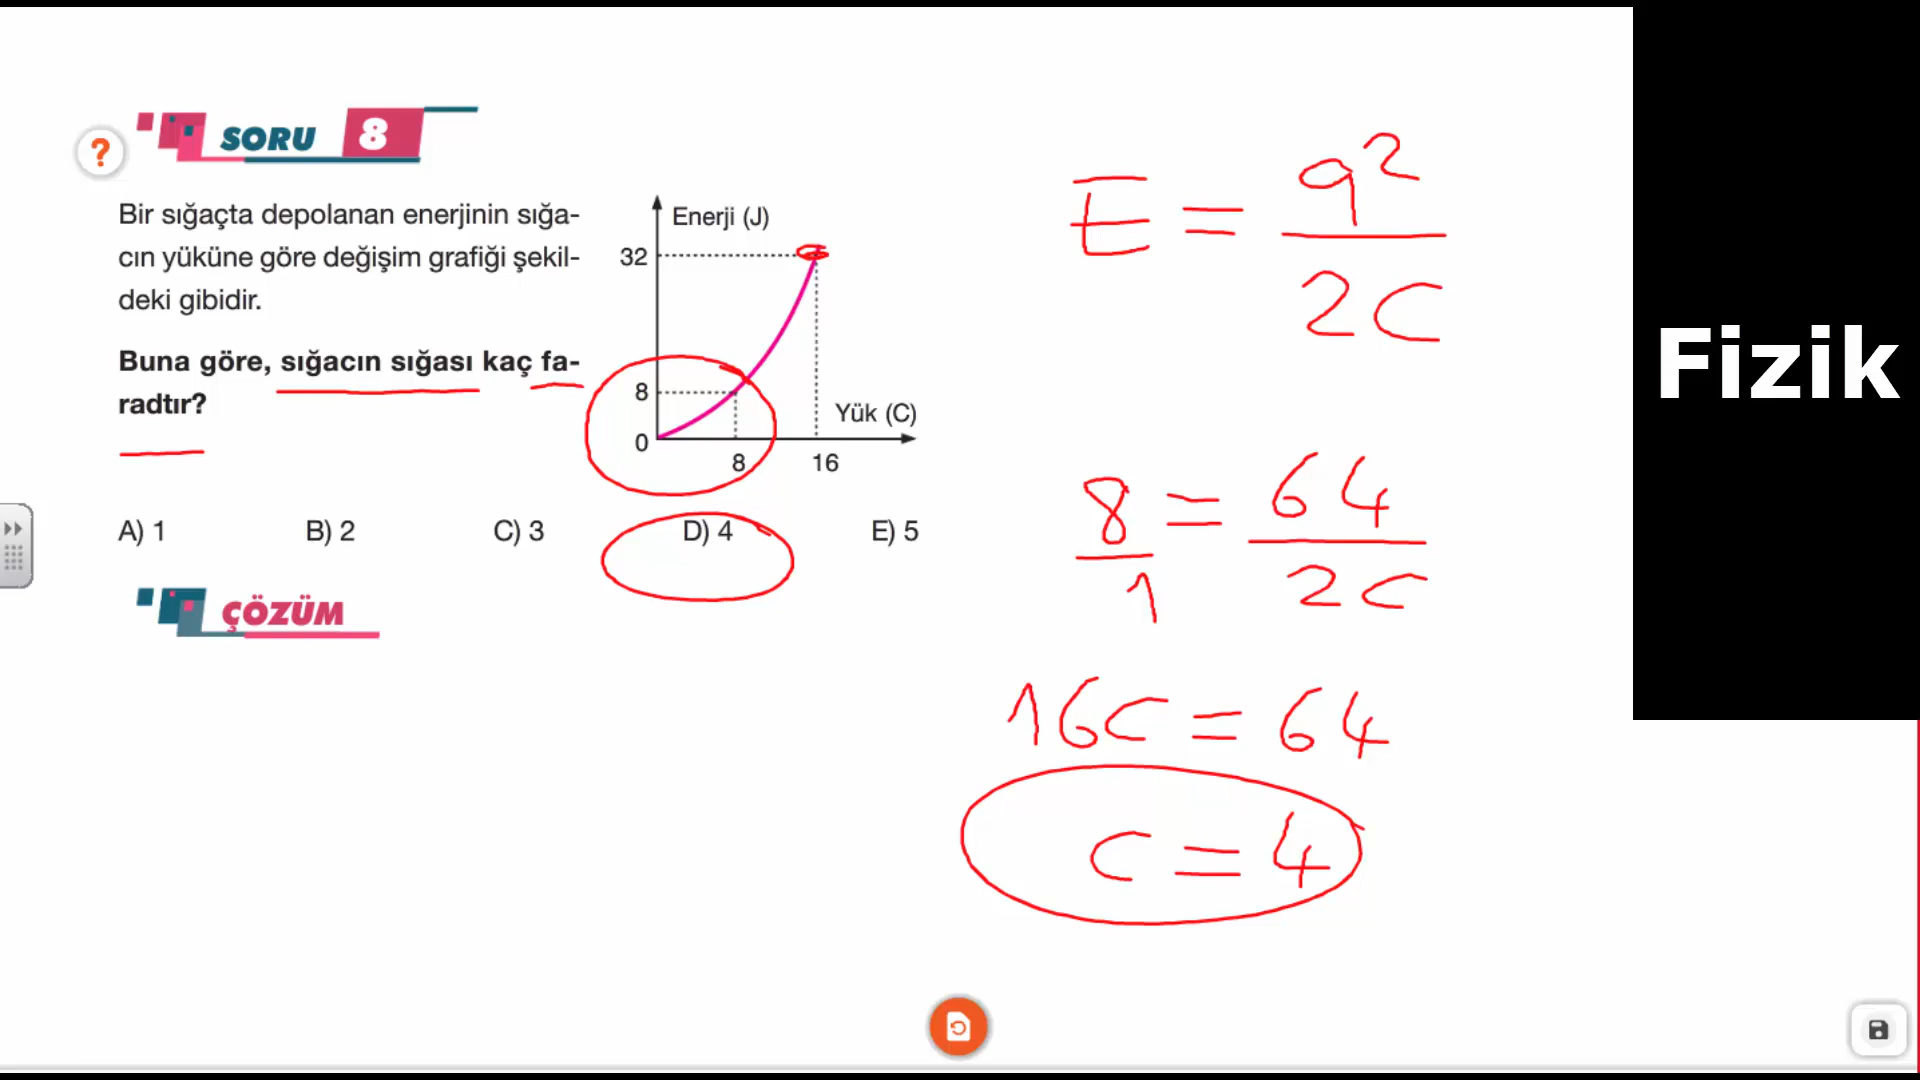 SORU 8
Bir sığaçta depolanan enerjinin sığa-
cın yüküne göre değişim grafiği şekil-
deki gibidir.
Buna göre, sığacın sığası kaç fa-
radtır?
Enerji (J)
32
8
0
8
16
Yük (C)
A) 1
B) 2
C) 3
D) 4
E) 5
ÇÖZÜM
E = q²
2C
8 = 64
1 2C
16C = 64
C = 4
Fizik
?